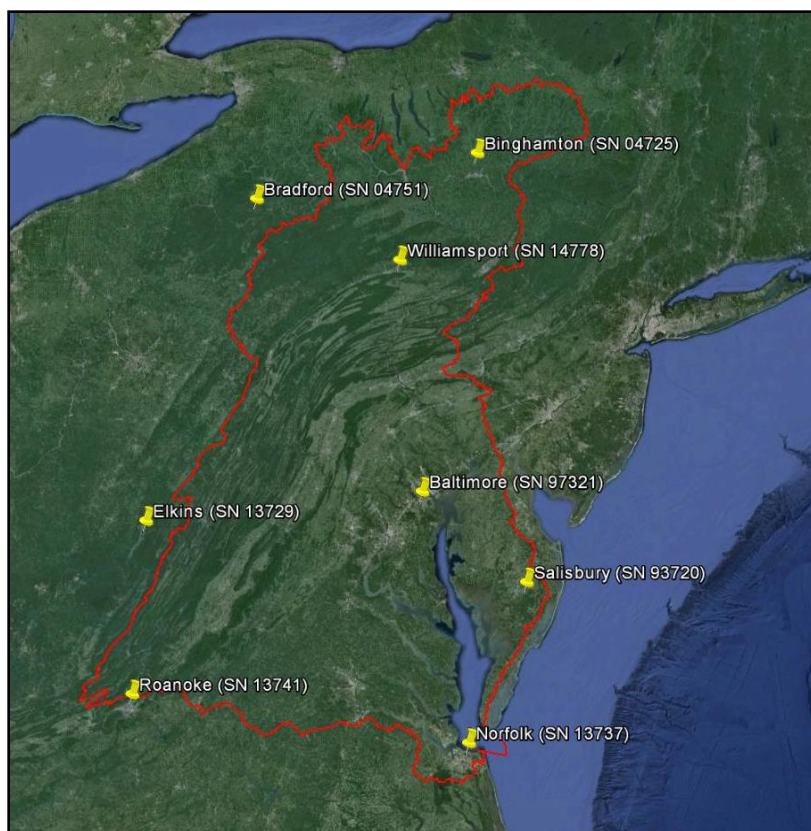 Binghamton (SN 04725)
Bradford (SN 04751)
Williamsport (SN 14778)
Baltimore (SN 97321)
Elkins (SN 13729)
Salisbury (SN 93720)
Roanoke (SN 13741)
Norfolk (SN 13737)